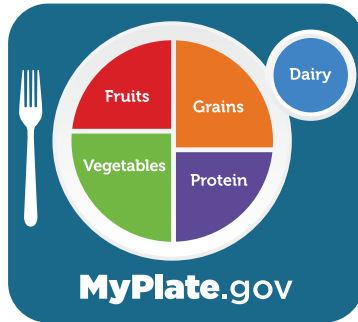 Dairy
Fruits
Grains
Vegetables
Protein
MyPlate.gov